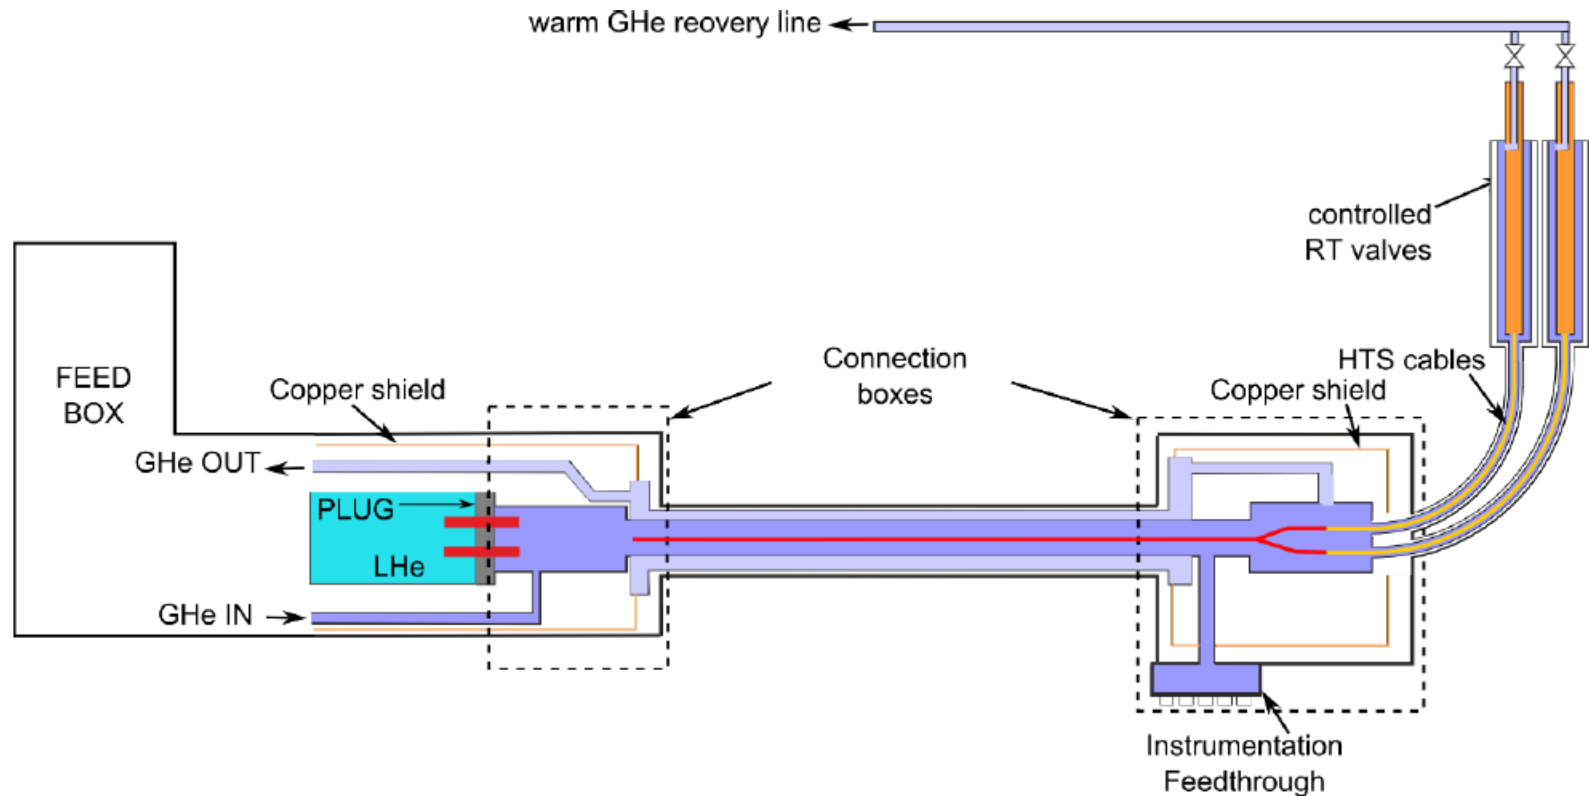 warm GHe reovery line
controlled
RT valves
Connection
boxes
HTS cables
Copper shield
FEED
BOX
Copper shield
GHe OUT
PLUG
LHe
GHe IN
Instrumentation
Feedthrough